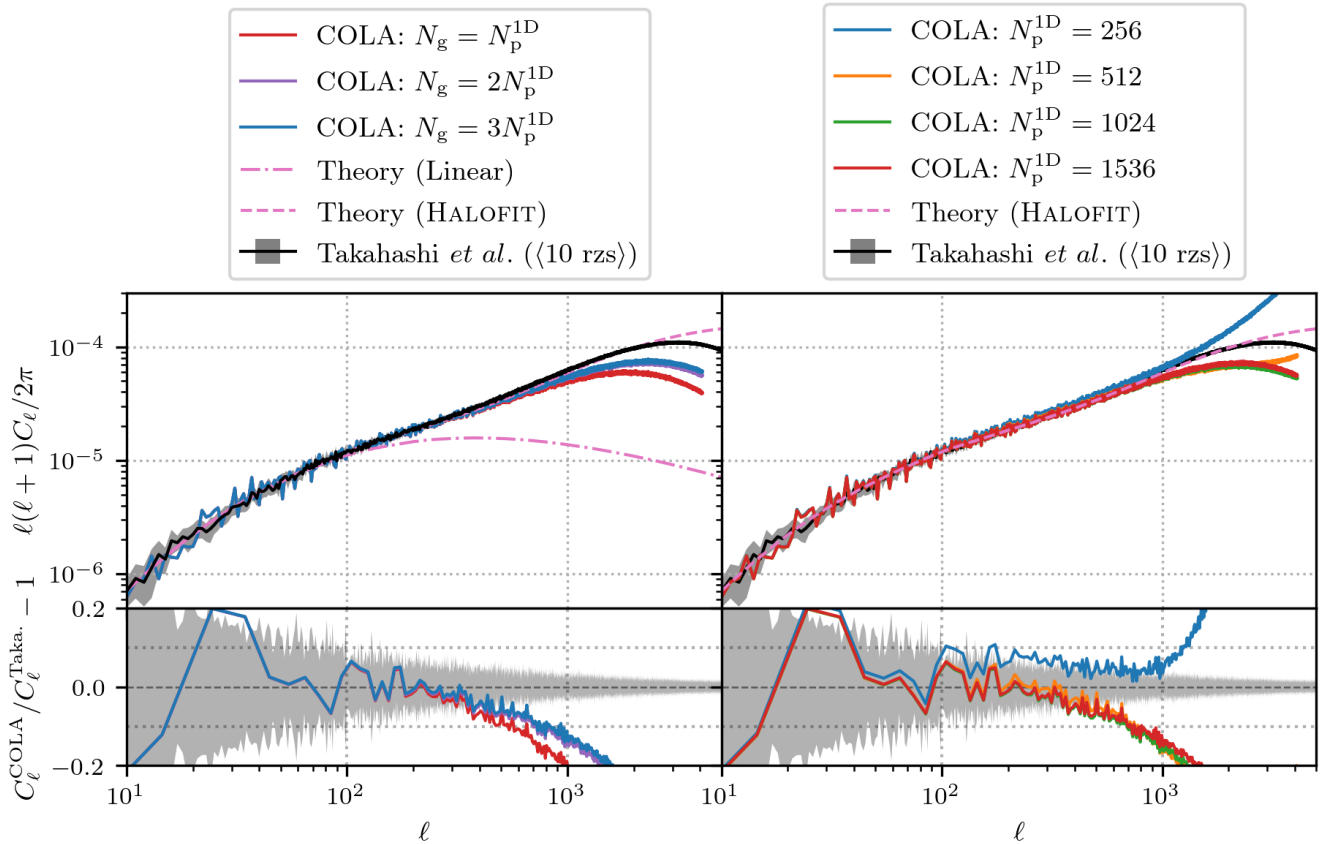 COLA: N_g = N_p^1D
COLA: N_g = 2N_p^1D
COLA: N_g = 3N_p^1D
Theory (Linear)
Theory (HALOFIT)
Takahashi et al. (⟨10 rzs⟩)
COLA: N_p^1D = 256
COLA: N_p^1D = 512
COLA: N_p^1D = 1024
COLA: N_p^1D = 1536
Theory (HALOFIT)
Takahashi et al. (⟨10 rzs⟩)
ℓ(ℓ + 1)C_ℓ/2π
10^−4
10^−5
10^−6
C_ℓ^COLA/C_ℓ^Taka. − 1
0.2
0.0
−0.2
10^1
10^2
10^3
10^1
10^2
10^3
ℓ
ℓ